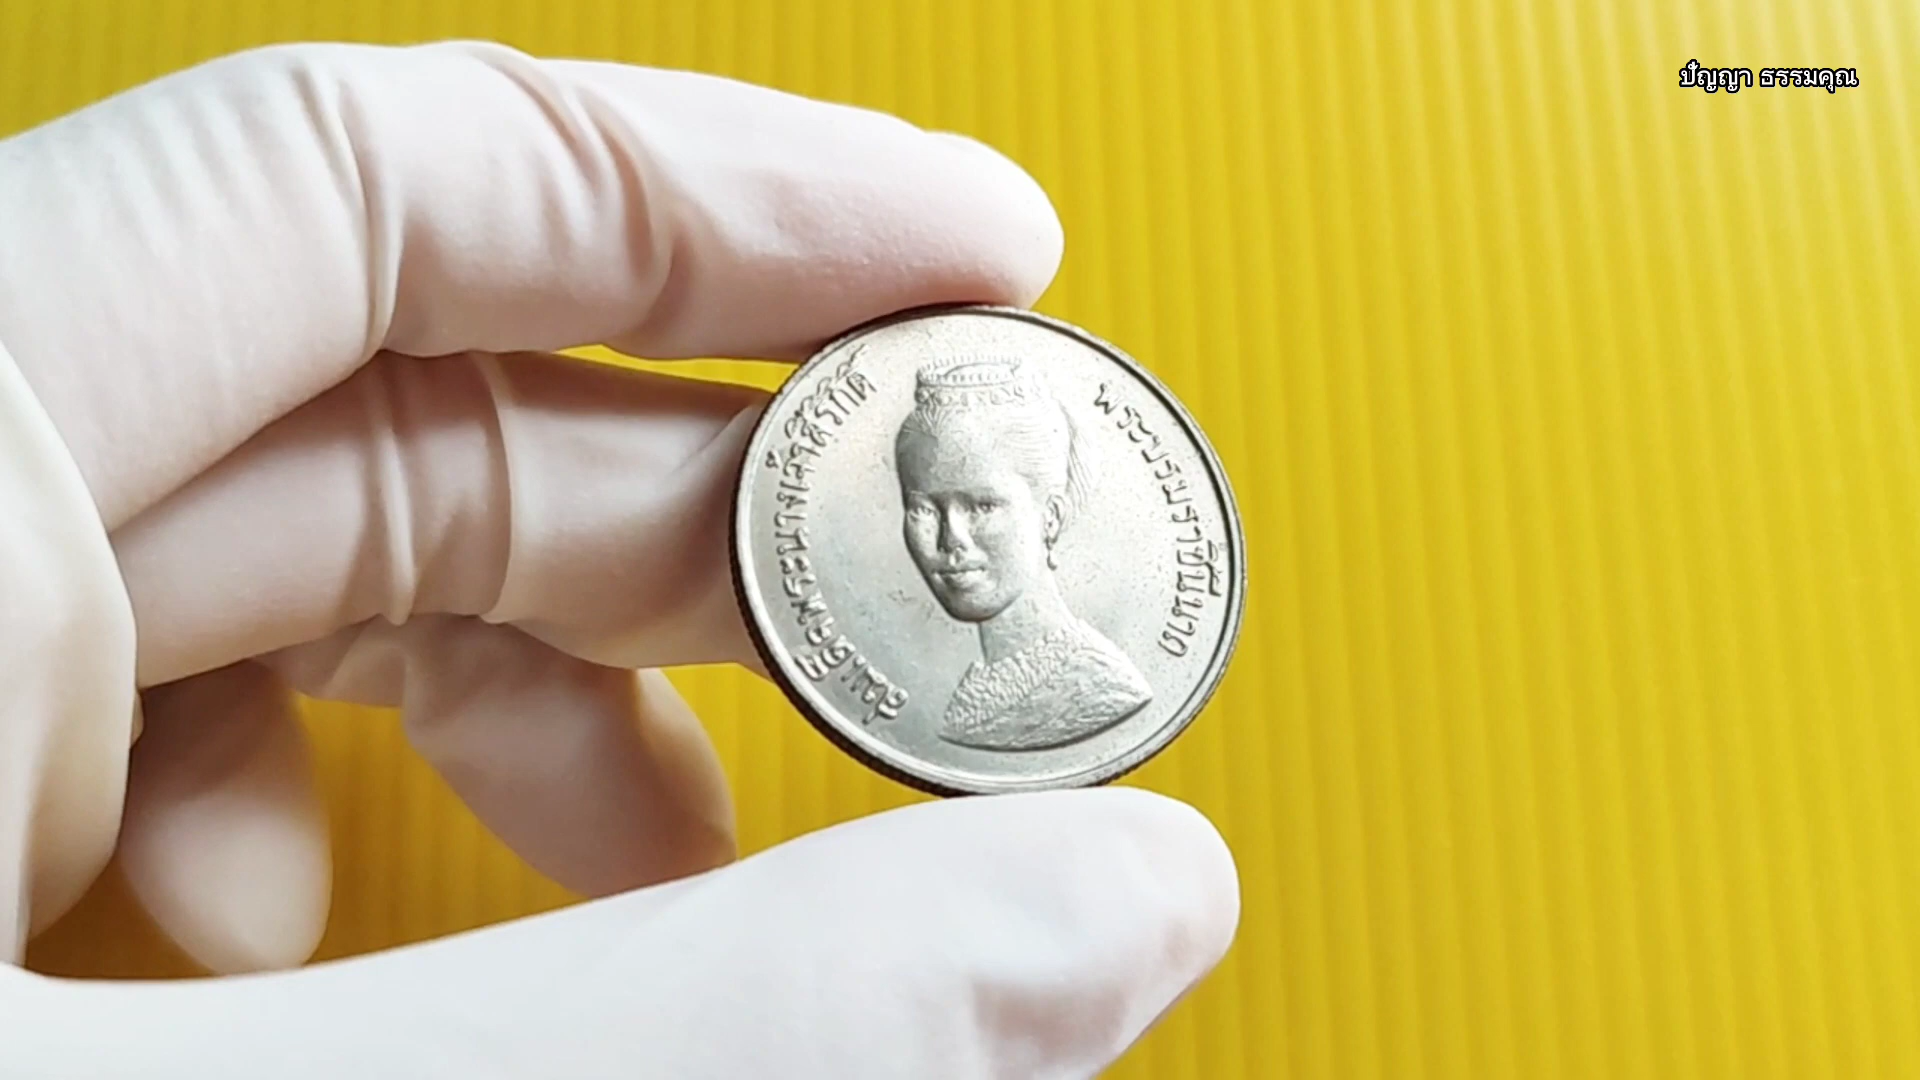 ปัญญา ธรรมคุณ
สมเด็จพระนางเจ้าสิริกิติ์
พระบรมราชินีนาถ